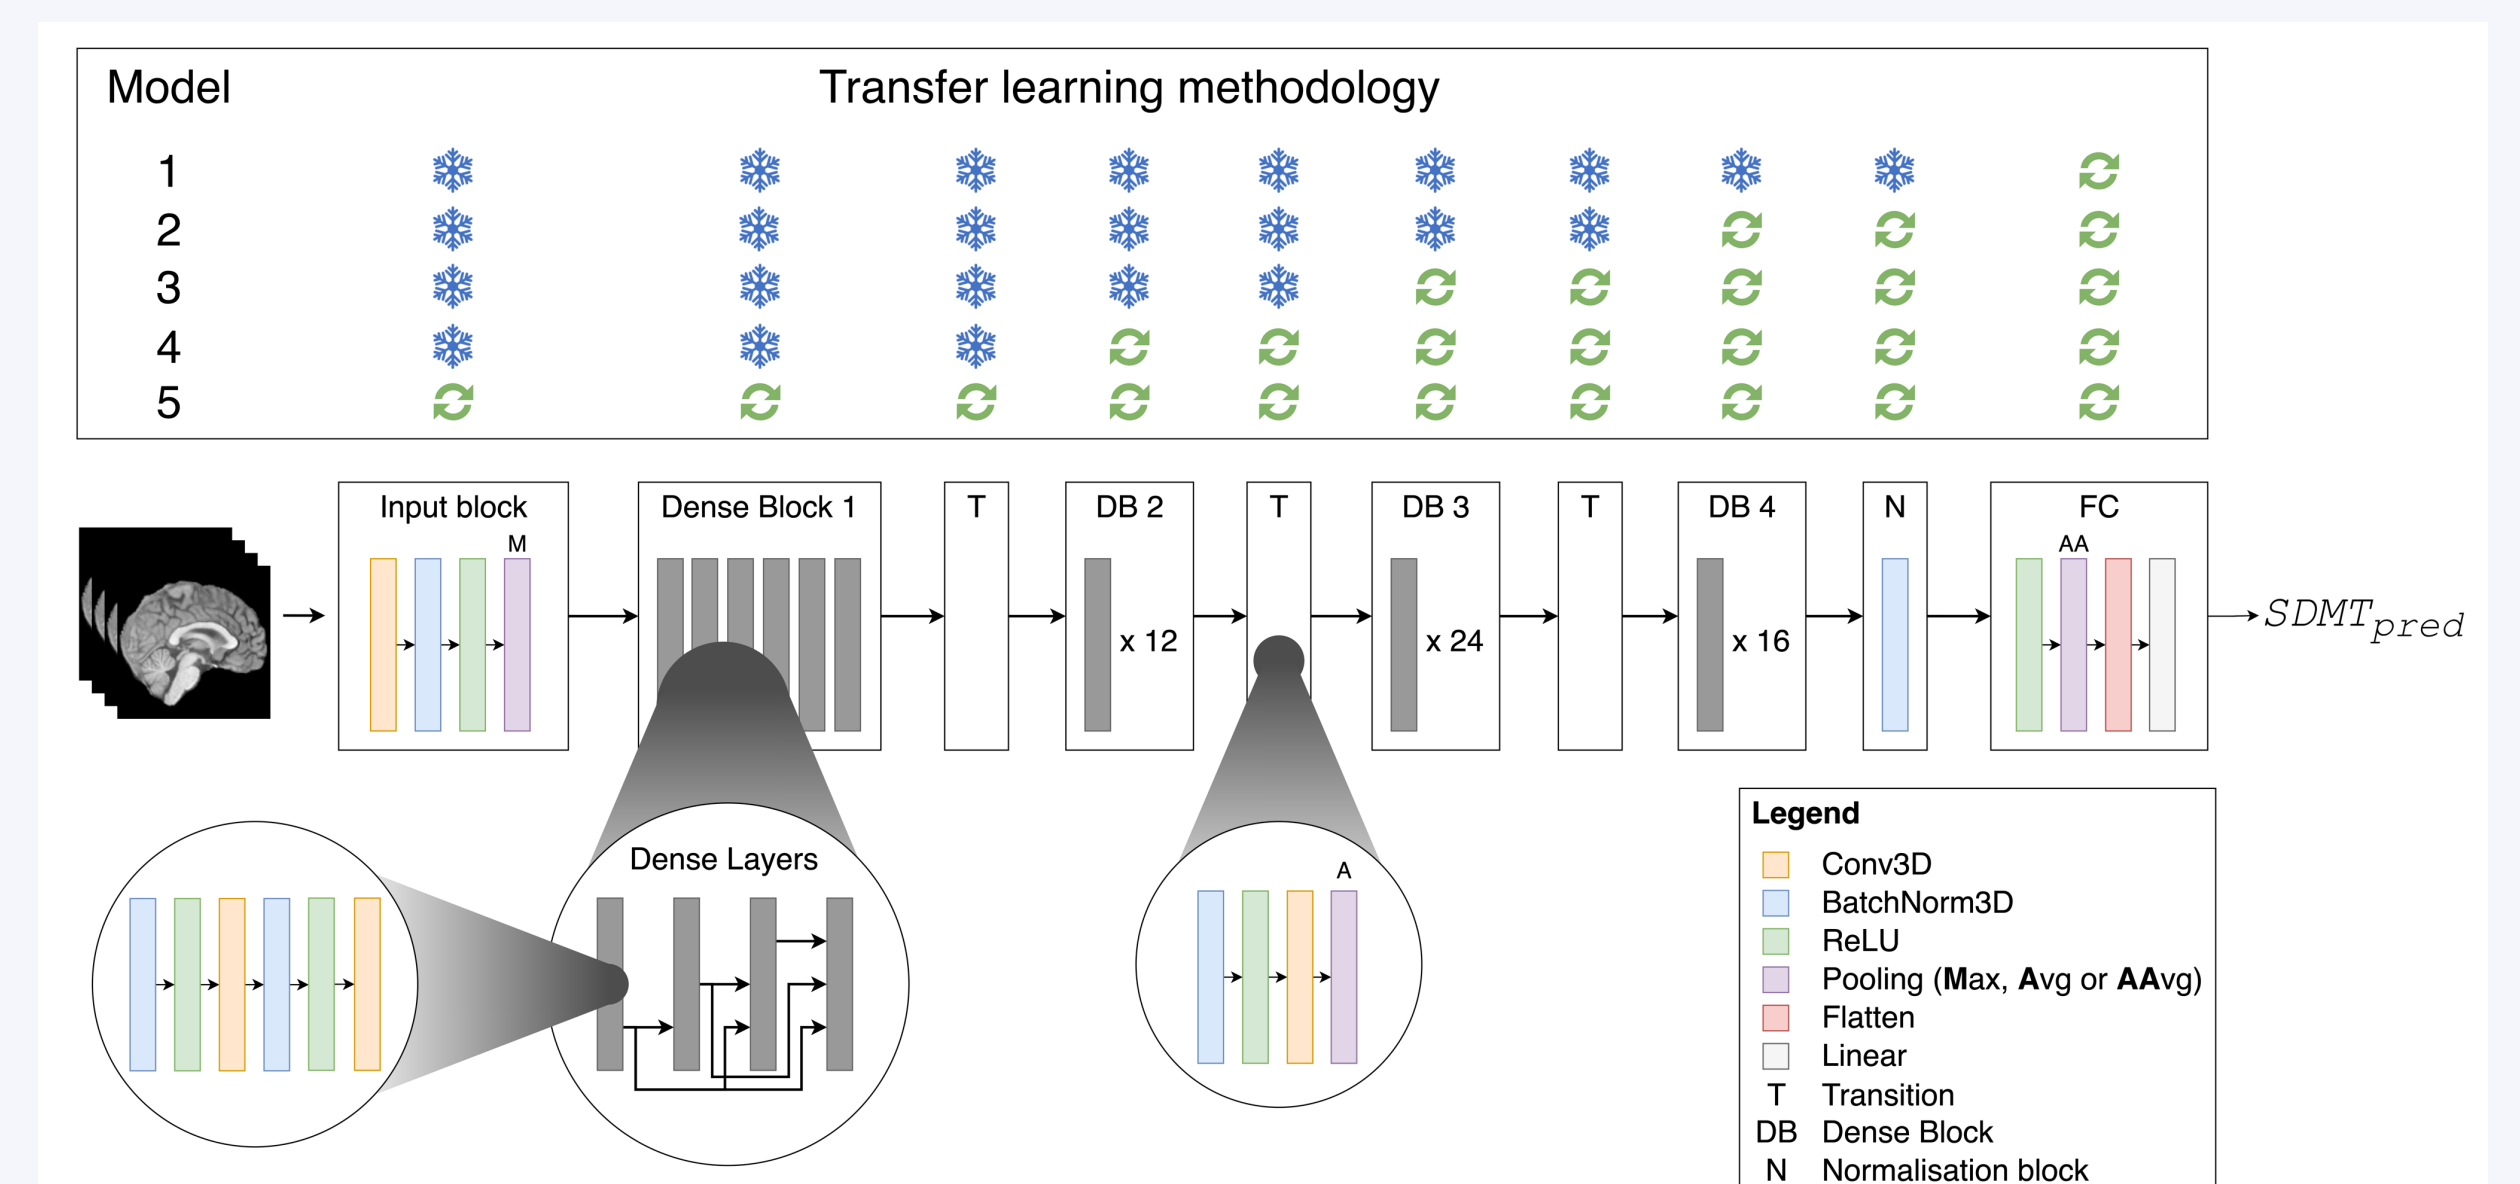 Model
Transfer learning methodology
1
2
3
4
5
Input block
M
Dense Block 1
T
DB 2
x 12
T
DB 3
x 24
T
DB 4
x 16
N
FC
AA
SDMTpred
Dense Layers
A
Legend
Conv3D
BatchNorm3D
ReLU
Pooling (Max, Avg or AAvg)
Flatten
Linear
T Transition
DB Dense Block
N Normalisation block